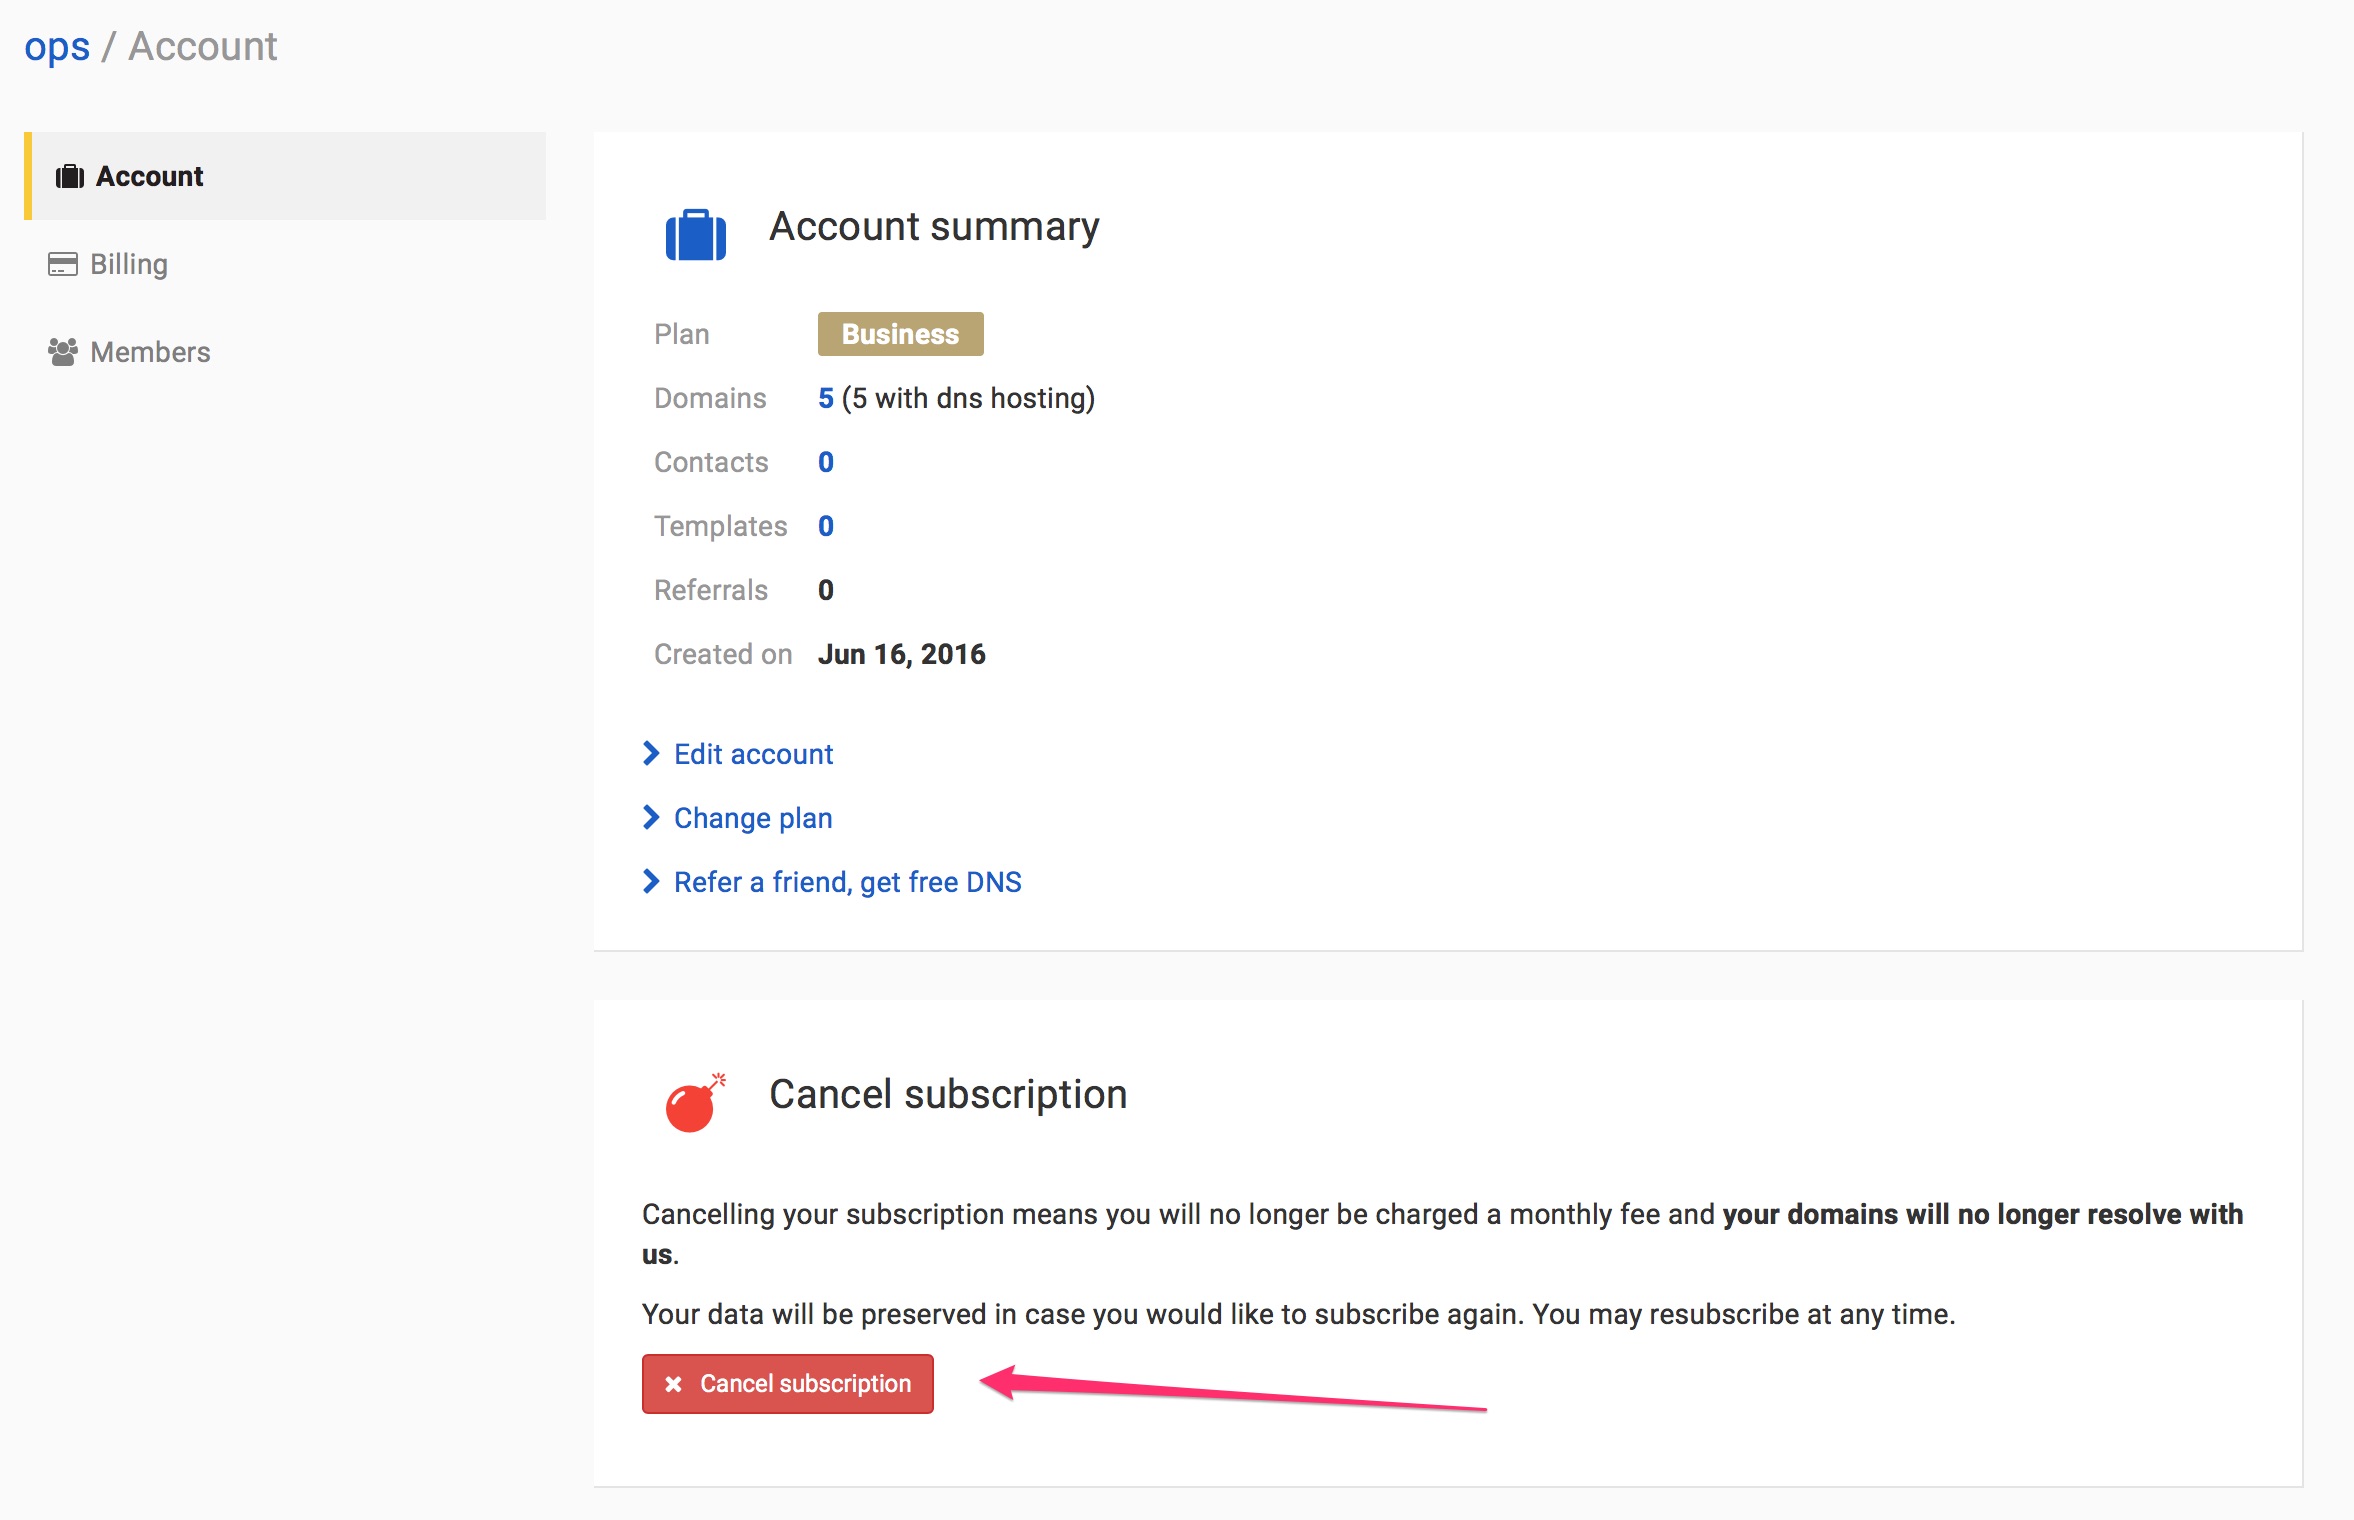 ops / Account
Account
Billing
Members
Account summary
Plan Business
Domains 5 (5 with dns hosting)
Contacts 0
Templates 0
Referrals 0
Created on Jun 16, 2016
Edit account
Change plan
Refer a friend, get free DNS
Cancel subscription
Cancelling your subscription means you will no longer be charged a monthly fee and your domains will no longer resolve with
us.
Your data will be preserved in case you would like to subscribe again. You may resubscribe at any time.
Cancel subscription